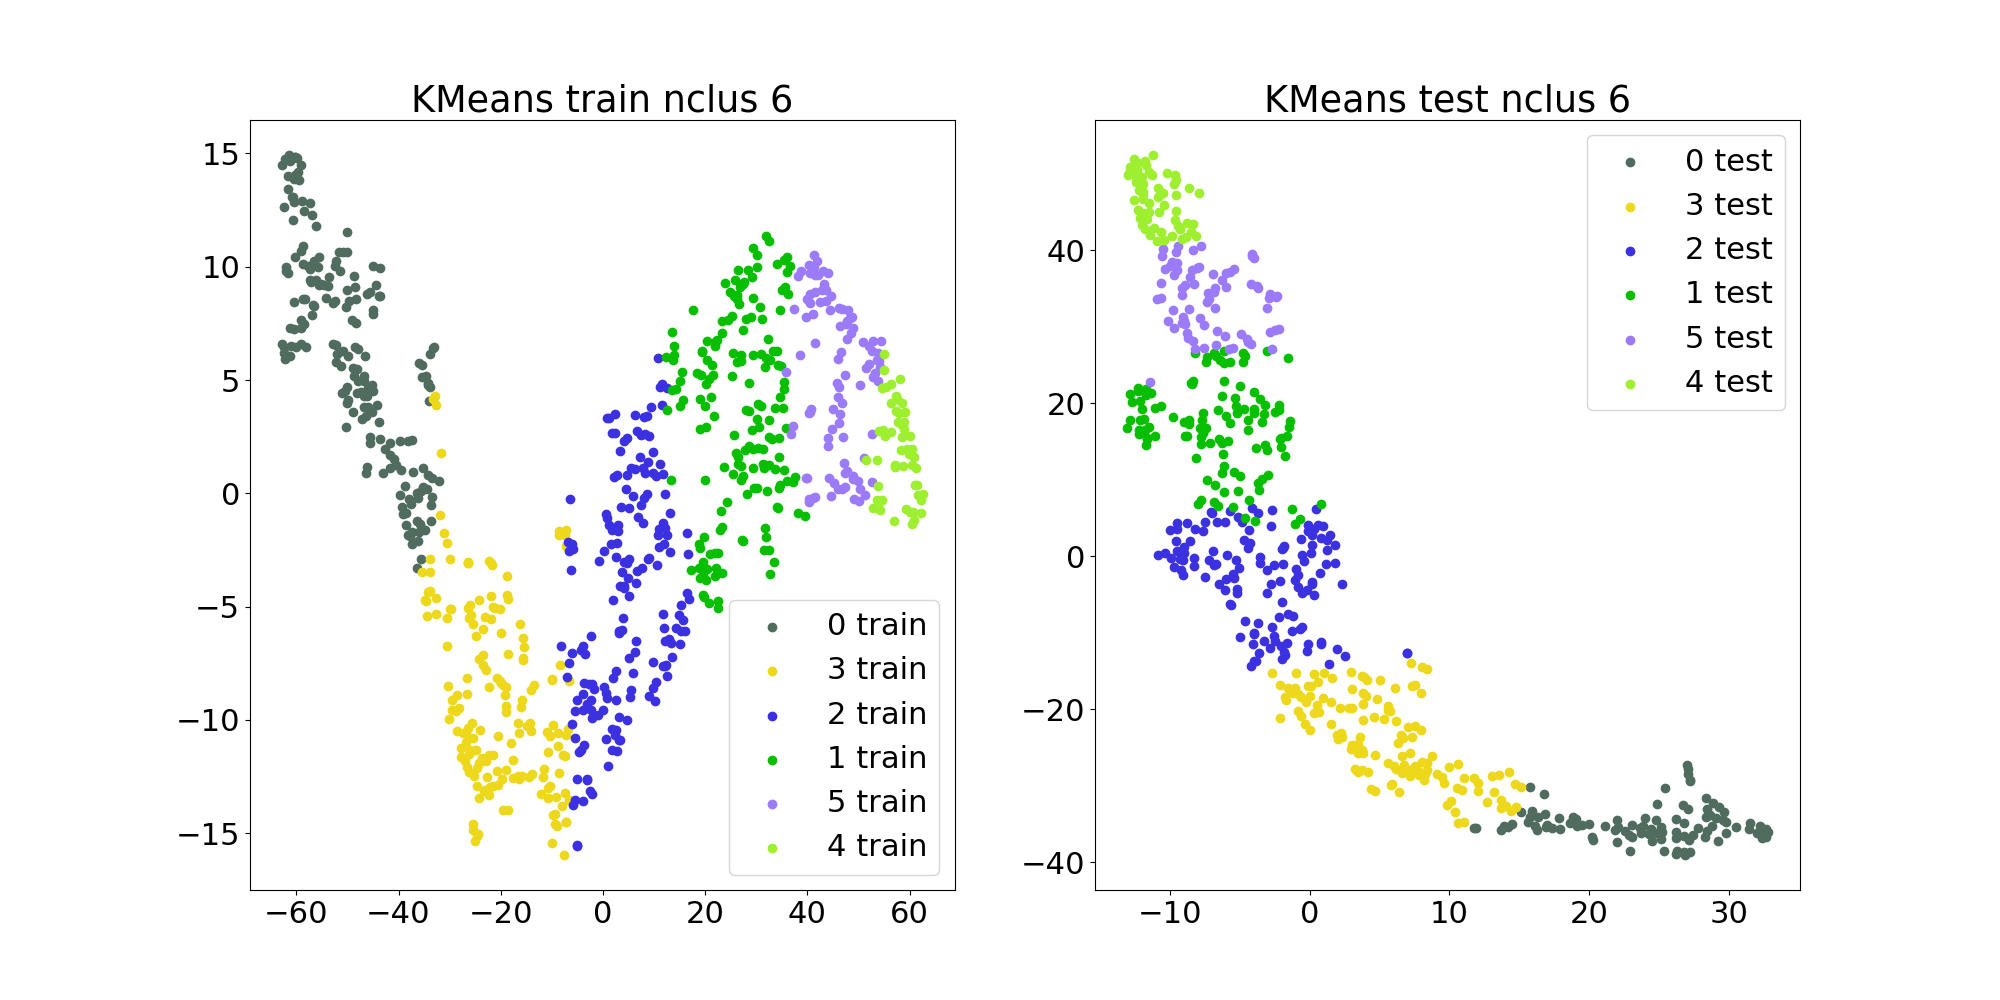 KMeans train nclus 6
15
10
5
0
−5
−10
−15
−60
−40
−20
0
20
40
60
0 train
3 train
2 train
1 train
5 train
4 train
KMeans test nclus 6
40
20
0
−20
−40
−10
0
10
20
30
0 test
3 test
2 test
1 test
5 test
4 test